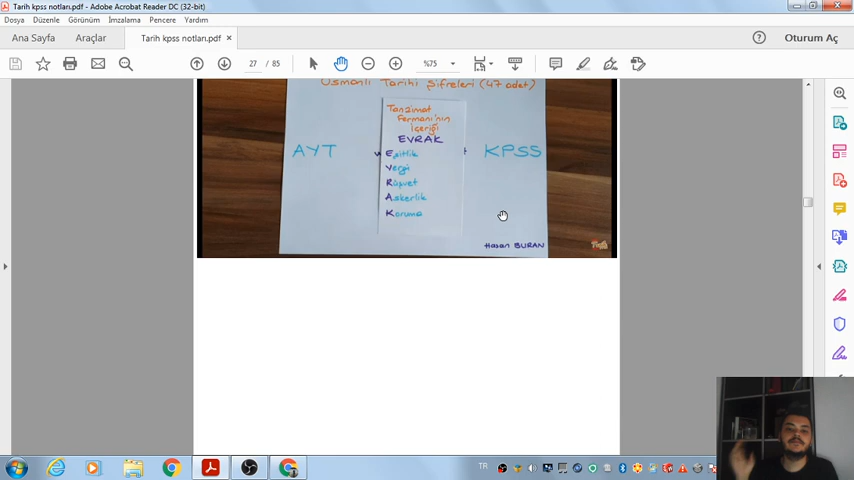 Tarih kpss notları.pdf - Adobe Acrobat Reader DC (32-bit)
Dosya Düzenle Görünüm İmzalama Pencere Yardım
Ana Sayfa Araçlar Tarih kpss notları.pdf × Oturum Aç
27 / 85 %75
Osmanlı Tarihi Şifreleri (47 adet)
Tanzimat
Fermanı'nın
İçeriği
EVRAK
AYT
KPSS
Eşitlik
Vergi
Rüşvet
Askerlik
Koruma
Hasan BURAN
TR